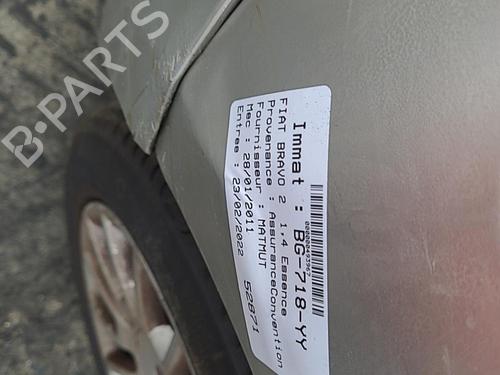 B-PARTS
Immat : BG-718-YY
FIAT BRAVO 2 1,4 Essence
Provenance : AssuranceConvention
Fournisseur : MATMUT
Mec : 28/01/2011
Entree : 23/02/2022 52871